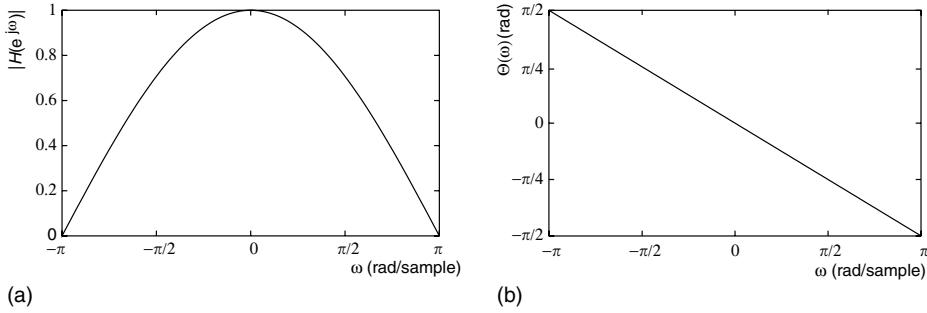 |H(e jω)|
1
0.8
0.6
0.4
0.2
0
−π
−π/2
0
π/2
π
ω (rad/sample)
(a)
Θ(ω) (rad)
π/2
π/4
0
−π/4
−π/2
−π
−π/2
0
π/2
π
ω (rad/sample)
(b)